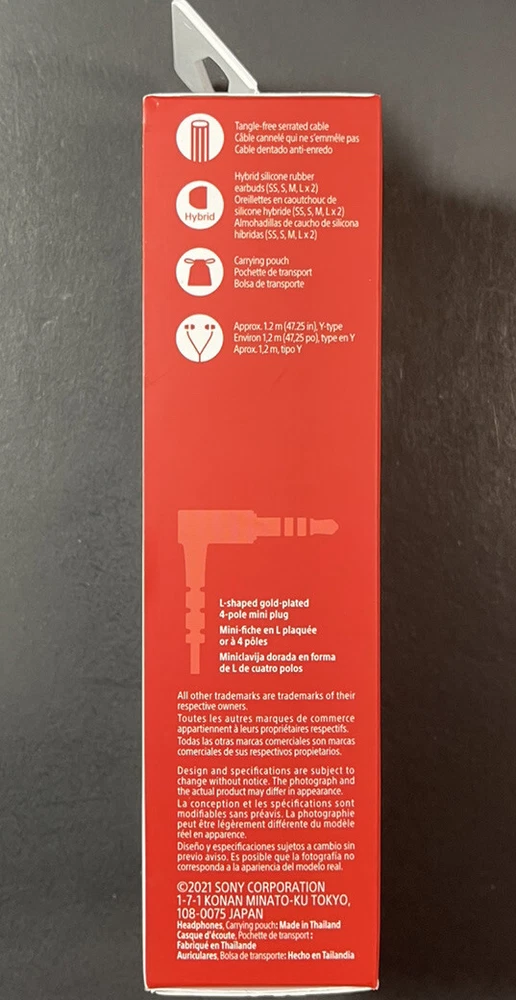 Tangle-free serrated cable
Câble cannelé qui ne s'emmêle pas
Cable dentado anti-enredo
Hybrid
Hybrid silicone rubber
earbuds (SS, S, M, L x 2)
Oreillettes en caoutchouc de
silicone hybride (SS, S, M, L x 2)
Almohadillas de caucho de silicona
híbridas (SS, S, M, L x 2)
Carrying pouch
Pochette de transport
Bolsa de transporte
Approx. 1.2 m (47.25 in), Y-type
Environ 1,2 m (47,25 po), type en Y
Aprox. 1,2 m, tipo Y
L-shaped gold-plated
4-pole mini plug
Mini-fiche en L plaquée
or à 4 pôles
Miniclavija dorada en forma
de L de cuatro polos
All other trademarks are trademarks of their
respective owners.
Toutes les autres marques de commerce
appartiennent à leurs propriétaires respectifs.
Todas las otras marcas comerciales son marcas
comerciales de sus respectivos propietarios.
Design and specifications are subject to
change without notice. The photograph and
the actual product may differ in appearance.
La conception et les spécifications sont
modifiables sans préavis. La photographie
peut être légèrement différente du modèle
réel en apparence.
Diseño y especificaciones sujetos a cambio sin
previo aviso. Es posible que la fotografía no
corresponda a la apariencia del modelo real.
©2021 SONY CORPORATION
1-7-1 KONAN MINATO-KU TOKYO,
108-0075 JAPAN
Headphones, Carrying pouch: Made in Thailand
Casque d'écoute, Pochette de transport :
Fabriqué en Thaïlande
Auriculares, Bolsa de transporte: Hecho en Tailandia